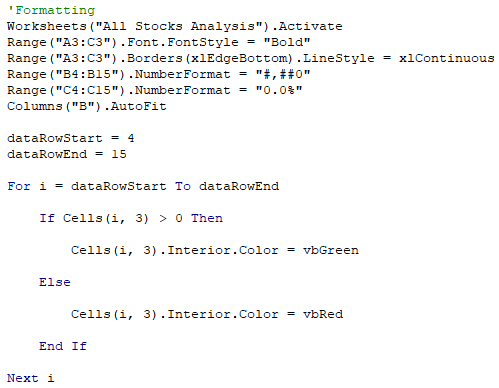 'Formatting
Worksheets("All Stocks Analysis").Activate
Range("A3:C3").Font.FontStyle = "Bold"
Range("A3:C3").Borders(xlEdgeBottom).LineStyle = xlContinuous
Range("B4:B15").NumberFormat = "#,##0"
Range("C4:C15").NumberFormat = "0.0%"
Columns("B").AutoFit
dataRowStart = 4
dataRowEnd = 15
For i = dataRowStart To dataRowEnd
If Cells(i, 3) > 0 Then
Cells(i, 3).Interior.Color = vbGreen
Else
Cells(i, 3).Interior.Color = vbRed
End If
Next i